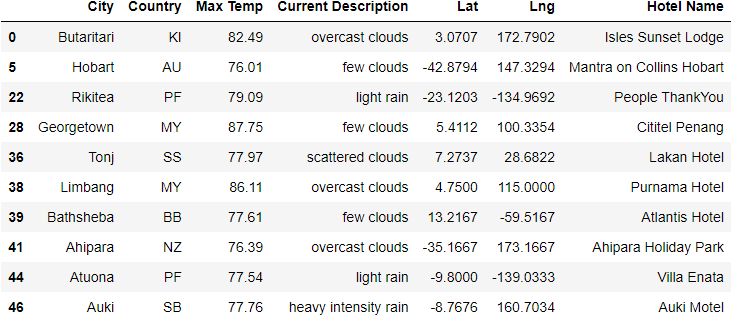 City Country Max Temp Current Description Lat Lng Hotel Name
0 Butaritari KI 82.49 overcast clouds 3.0707 172.7902 Isles Sunset Lodge
5 Hobart AU 76.01 few clouds -42.8794 147.3294 Mantra on Collins Hobart
22 Rikitea PF 79.09 light rain -23.1203 -134.9692 People ThankYou
28 Georgetown MY 87.75 few clouds 5.4112 100.3354 Cititel Penang
36 Tonj SS 77.97 scattered clouds 7.2737 28.6822 Lakan Hotel
38 Limbang MY 86.11 overcast clouds 4.7500 115.0000 Purnama Hotel
39 Bathsheba BB 77.61 few clouds 13.2167 -59.5167 Atlantis Hotel
41 Ahipara NZ 76.39 overcast clouds -35.1667 173.1667 Ahipara Holiday Park
44 Atuona PF 77.54 light rain -9.8000 -139.0333 Villa Enata
46 Auki SB 77.76 heavy intensity rain -8.7676 160.7034 Auki Motel